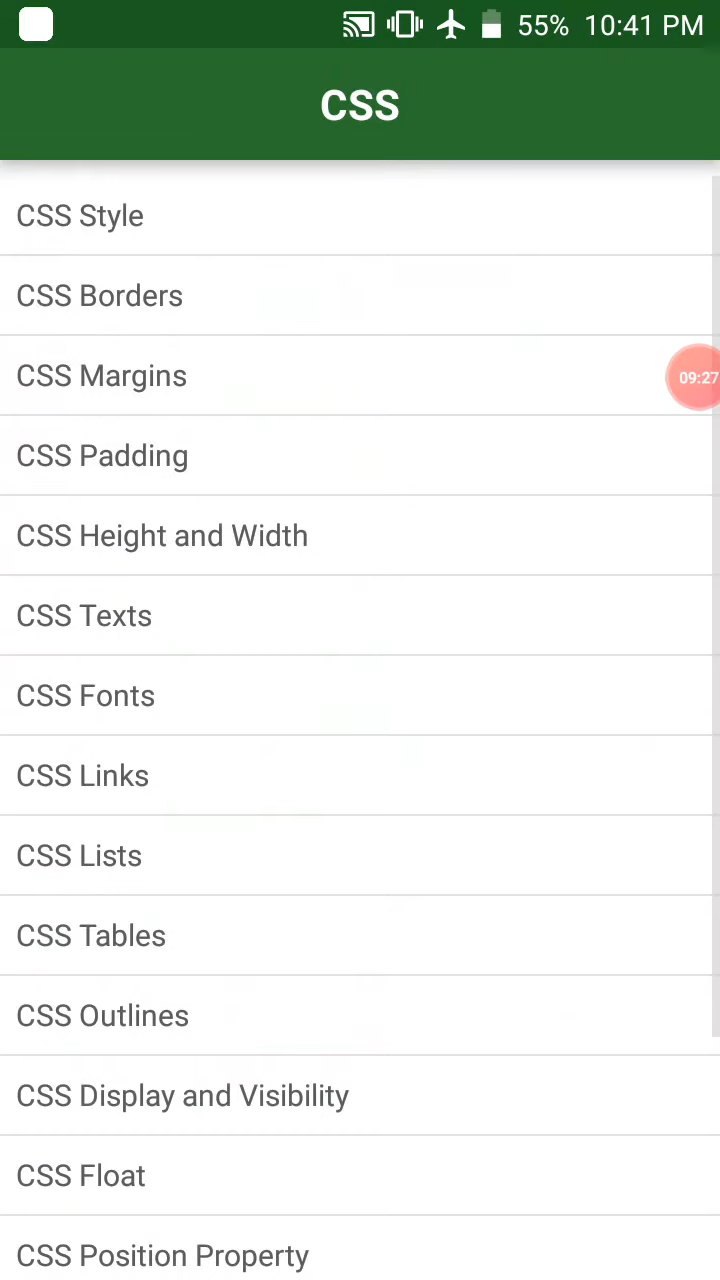 55% 10:41 PM
CSS
CSS Style
CSS Borders
CSS Margins
09:27
CSS Padding
CSS Height and Width
CSS Texts
CSS Fonts
CSS Links
CSS Lists
CSS Tables
CSS Outlines
CSS Display and Visibility
CSS Float
CSS Position Property